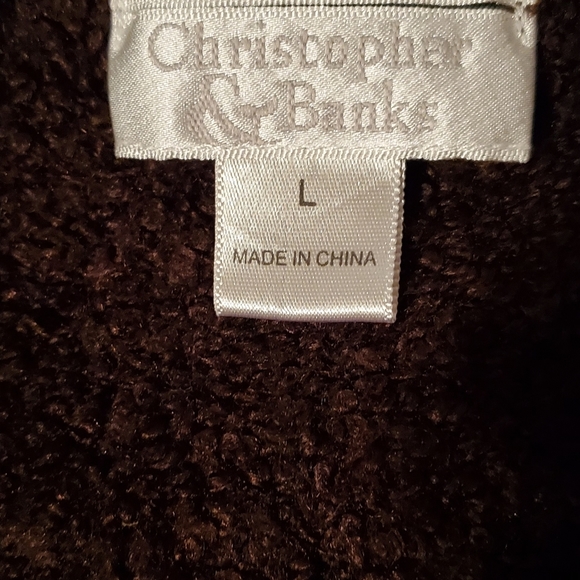 Christopher
& Banks
L
MADE IN CHINA